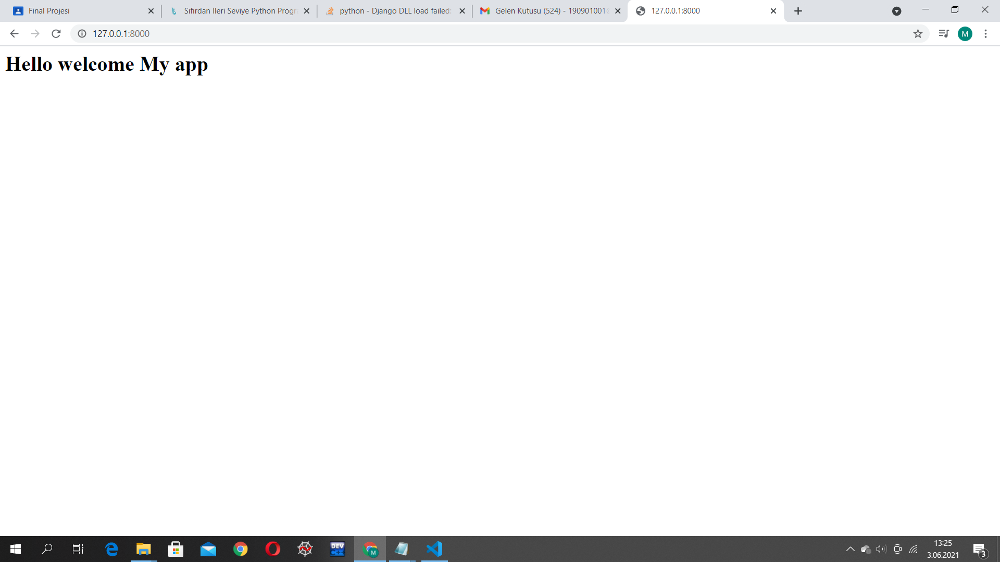 Final Projesi
Sıfırdan İleri Seviye Python Progr
python - Django DLL load failed:
Gelen Kutusu (524) - 190901001
127.0.0.1:8000
127.0.0.1:8000
M
Hello welcome My app
DEV
M
13:25
3.06.2021
3